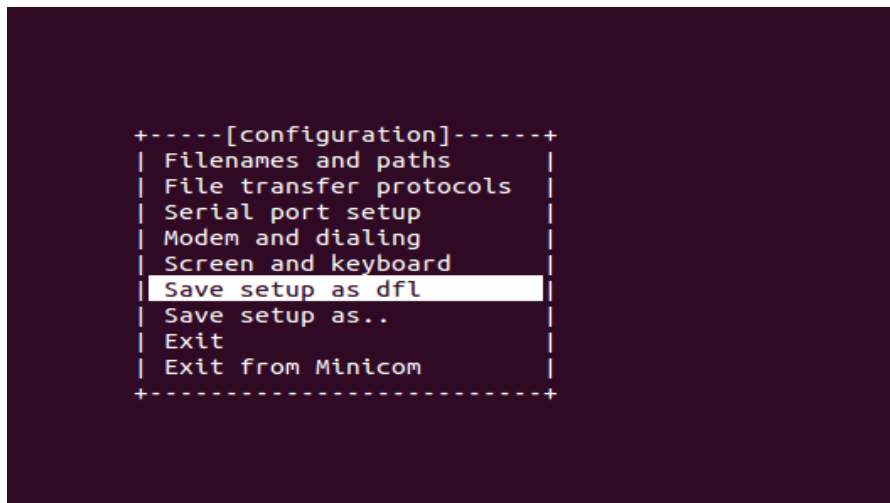 +-----[configuration]------+
| Filenames and paths      |
| File transfer protocols  |
| Serial port setup        |
| Modem and dialing        |
| Screen and keyboard      |
| Save setup as dfl        |
| Save setup as..          |
| Exit                     |
| Exit from Minicom        |
+--------------------------+